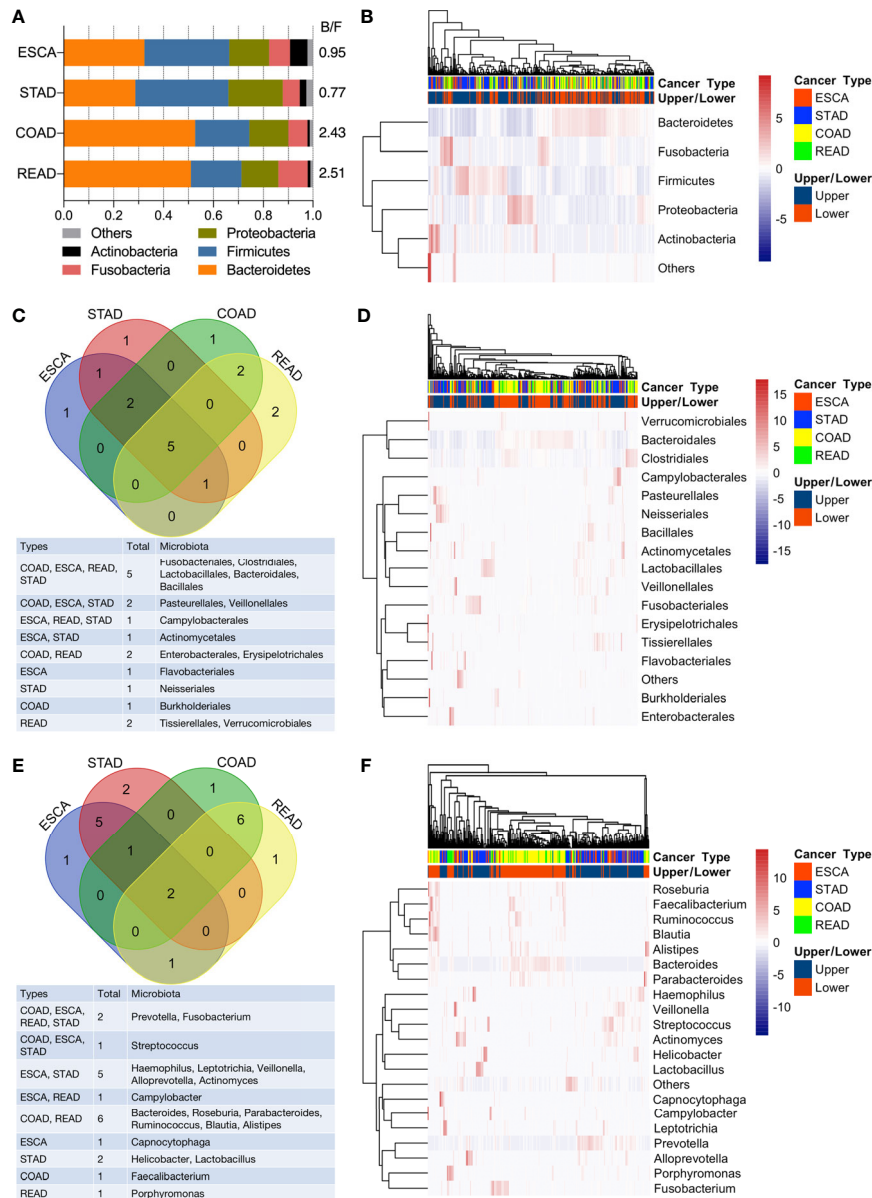 A
B/F
ESCA
0.95
STAD
0.77
COAD
2.43
READ
2.51
0.0 0.2 0.4 0.6 0.8 1.0
Others
Proteobacteria
Actinobacteria
Firmicutes
Fusobacteria
Bacteroidetes
B
Cancer Type
Upper/Lower
Bacteroidetes
Fusobacteria
Firmicutes
Proteobacteria
Actinobacteria
Others
5
0
-5
Cancer Type
ESCA
STAD
COAD
READ
Upper/Lower
Upper
Lower
C
STAD
COAD
ESCA
READ
1
1
1
0
2
1
2
0
2
0
5
0
0
1
0
Types Total Microbiota
COAD, ESCA, READ, STAD 5 Fusobacteriales, Clostridiales,
Lactobacillales, Bacteroidales,
Bacillales
COAD, ESCA, STAD 2 Pasteurellales, Veillonellales
ESCA, READ, STAD 1 Campylobacterales
ESCA, STAD 1 Actinomycetales
COAD, READ 2 Enterobacterales, Erysipelotrichales
ESCA 1 Flavobacteriales
STAD 1 Neisseriales
COAD 1 Burkholderiales
READ 2 Tissierellales, Verrucomicrobiales
D
Cancer Type
Upper/Lower
Verrucomicrobiales
Bacteroidales
Clostridiales
Campylobacterales
Pasteurellales
Neisseriales
Bacillales
Actinomycetales
Lactobacillales
Veillonellales
Fusobacteriales
Erysipelotrichales
Tissierellales
Flavobacteriales
Others
Burkholderiales
Enterobacterales
15
10
5
0
-5
-10
-15
Cancer Type
ESCA
STAD
COAD
READ
Upper/Lower
Upper
Lower
E
STAD
COAD
ESCA
READ
2
1
5
0
6
1
1
0
1
0
2
0
0
0
1
Types Total Microbiota
COAD, ESCA, READ, STAD 2 Prevotella, Fusobacterium
COAD, ESCA, STAD 1 Streptococcus
ESCA, STAD 5 Haemophilus, Leptotrichia, Veillonella,
Alloprevotella, Actinomyces
ESCA, READ 1 Campylobacter
COAD, READ 6 Bacteroides, Roseburia, Parabacteroides,
Ruminococcus, Blautia, Alistipes
ESCA 1 Capnocytophaga
STAD 2 Helicobacter, Lactobacillus
COAD 1 Faecalibacterium
READ 1 Porphyromonas
F
Cancer Type
Upper/Lower
Roseburia
Faecalibacterium
Ruminococcus
Blautia
Alistipes
Bacteroides
Parabacteroides
Haemophilus
Veillonella
Streptococcus
Actinomyces
Helicobacter
Lactobacillus
Others
Capnocytophaga
Campylobacter
Leptotrichia
Prevotella
Alloprevotella
Porphyromonas
Fusobacterium
10
5
0
-5
-10
Cancer Type
ESCA
STAD
COAD
READ
Upper/Lower
Upper
Lower